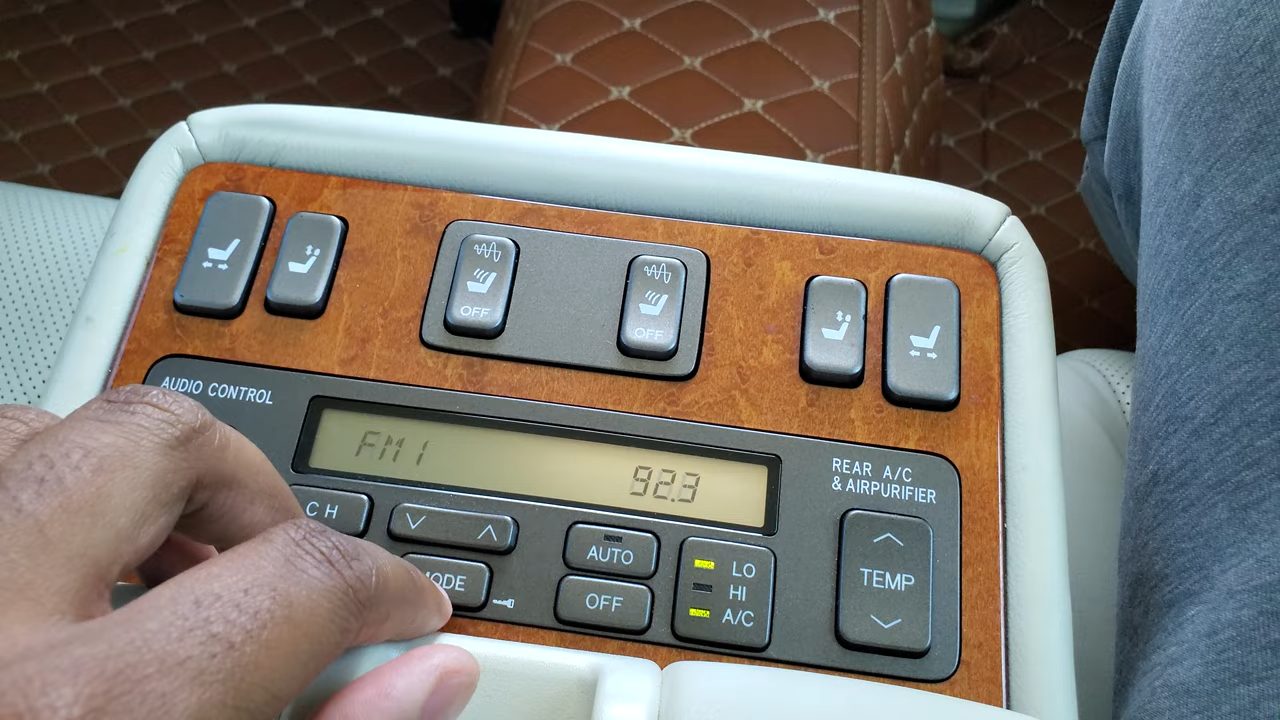 OFF
OFF
AUDIO CONTROL
FM1
92.3
REAR A/C
& AIRPURIFIER
CH
AUTO
LO
HI
A/C
TEMP
OFF